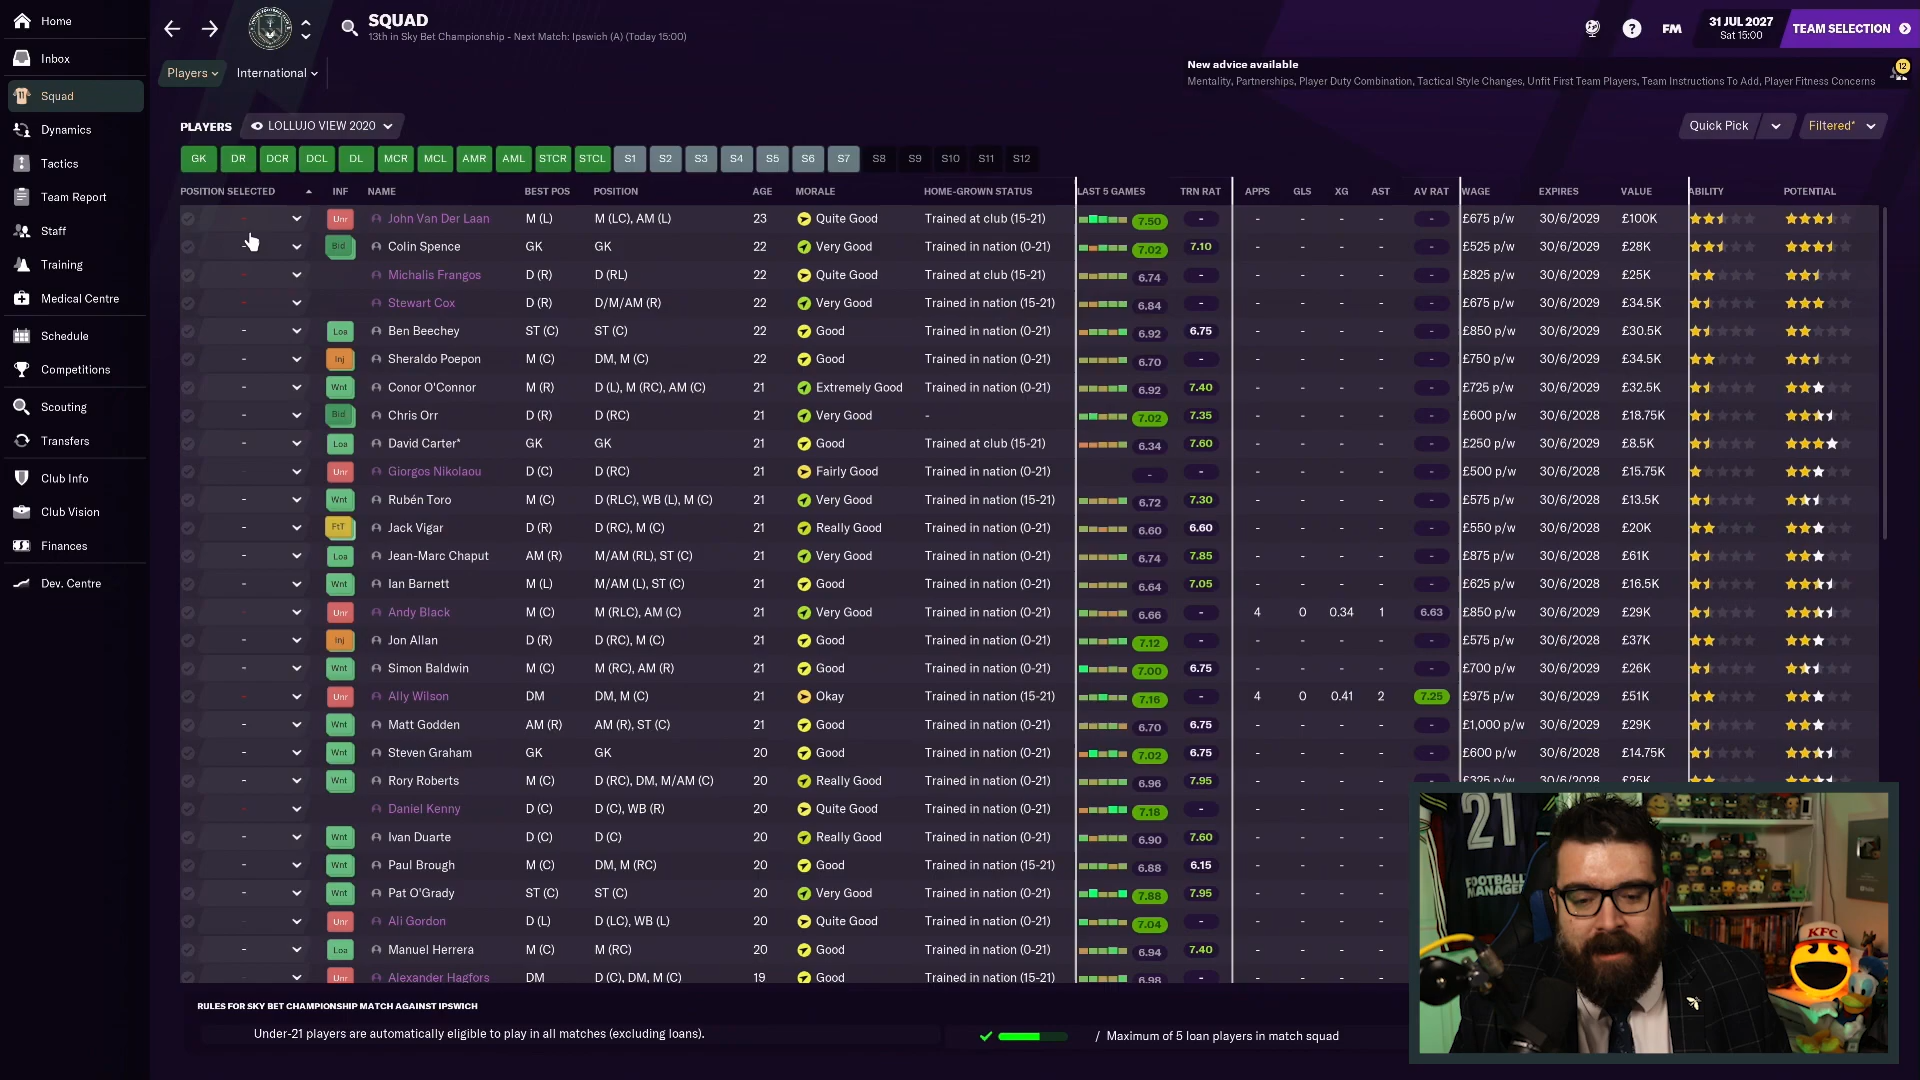 Home
SQUAD
13th in Sky Bet Championship - Next Match: Ipswich (A) (Today 15:00)
FM
31 JUL 2027
Sat 15:00
TEAM SELECTION
Inbox
Squad
Dynamics
Tactics
Team Report
Staff
Training
Medical Centre
Schedule
Competitions
Scouting
Transfers
Club Info
Club Vision
Finances
Dev. Centre
Players
International
New advice available
Mentality, Partnerships, Player Duty Combination, Tactical Style Changes, Unfit First Team Players, Team Instructions To Add, Player Fitness Concerns
12
PLAYERS LOLLUJO VIEW 2020 Quick Pick Filtered*
GK DR DCR DCL DL MCR MCL AMR AML STCR STCL S1 S2 S3 S4 S5 S6 S7 S8 S9 S10 S11 S12
POSITION SELECTED INF NAME BEST POS POSITION AGE MORALE HOME-GROWN STATUS LAST 5 GAMES TRN RAT APPS GLS XG AST AV RAT WAGE EXPIRES VALUE ABILITY POTENTIAL
- Unr John Van Der Laan M (L) M (LC), AM (L) 23 Quite Good Trained at club (15-21) 7.50 - - - - - - £675 p/w 30/6/2029 £100K
- Bid Colin Spence GK GK 22 Very Good Trained in nation (0-21) 7.02 7.10 - - - - - £525 p/w 30/6/2029 £28K
- Michalis Frangos D (R) D (RL) 22 Quite Good Trained at club (15-21) 6.74 - - - - - - £825 p/w 30/6/2029 £25K
- Stewart Cox D (R) D/M/AM (R) 22 Very Good Trained in nation (15-21) 6.84 - - - - - - £675 p/w 30/6/2029 £34.5K
- Loa Ben Beechey ST (C) ST (C) 22 Good Trained in nation (0-21) 6.92 6.75 - - - - - £850 p/w 30/6/2029 £30.5K
- Inj Sheraldo Poepon M (C) DM, M (C) 22 Good Trained in nation (0-21) 6.70 - - - - - - £750 p/w 30/6/2029 £34.5K
- Wnt Conor O'Connor M (R) D (L), M (RC), AM (C) 21 Extremely Good Trained in nation (0-21) 6.92 7.40 - - - - - £725 p/w 30/6/2029 £32.5K
- Bid Chris Orr D (R) D (RC) 21 Very Good - 7.02 7.35 - - - - - £600 p/w 30/6/2028 £18.75K
- Loa David Carter* GK GK 21 Good Trained at club (15-21) 6.34 7.60 - - - - - £250 p/w 30/6/2029 £8.5K
- Unr Giorgos Nikolaou D (C) D (RC) 21 Fairly Good Trained in nation (0-21) - - - - - - - £500 p/w 30/6/2028 £15.75K
- Wnt Rubén Toro M (C) D (RLC), WB (L), M (C) 21 Very Good Trained in nation (15-21) 6.72 7.30 - - - - - £575 p/w 30/6/2028 £13.5K
- FtT Jack Vigar D (R) D (RC), M (C) 21 Really Good Trained in nation (0-21) 6.60 6.60 - - - - - £550 p/w 30/6/2028 £20K
- Loa Jean-Marc Chaput AM (R) M/AM (RL), ST (C) 21 Very Good Trained in nation (0-21) 6.74 7.85 - - - - - £875 p/w 30/6/2029 £61K
- Wnt Ian Barnett M (L) M/AM (L), ST (C) 21 Good Trained in nation (0-21) 6.64 7.05 - - - - - £625 p/w 30/6/2028 £16.5K
- Unr Andy Black M (C) M (RLC), AM (C) 21 Very Good Trained in nation (0-21) 6.66 - 4 0 0.34 1 6.63 £850 p/w 30/6/2029 £29K
- Inj Jon Allan D (R) D (RC), M (C) 21 Good Trained in nation (0-21) 7.12 - - - - - - £575 p/w 30/6/2028 £37K
- Wnt Simon Baldwin M (C) M (RC), AM (R) 21 Good Trained in nation (0-21) 7.00 6.75 - - - - - £700 p/w 30/6/2029 £26K
- Unr Ally Wilson DM DM, M (C) 21 Okay Trained in nation (15-21) 7.16 - 4 0 0.41 2 7.25 £975 p/w 30/6/2029 £51K
- Wnt Matt Godden AM (R) AM (R), ST (C) 21 Good Trained in nation (0-21) 6.70 6.75 - - - - - £1,000 p/w 30/6/2029 £29K
- Wnt Steven Graham GK GK 20 Good Trained in nation (0-21) 7.02 6.75 - - - - - £600 p/w 30/6/2028 £14.75K
- Wnt Rory Roberts M (C) D (RC), DM, M/AM (C) 20 Really Good Trained in nation (0-21) 6.96 7.95 - - - - - £325 p/w 30/6/2029 £25K
- Daniel Kenny D (C) D (C), WB (R) 20 Quite Good Trained in nation (0-21) 7.18 - - - - -
- Wnt Ivan Duarte D (C) D (C) 20 Really Good Trained in nation (0-21) 6.90 7.60 - - - -
- Wnt Paul Brough M (C) DM, M (RC) 20 Good Trained in nation (15-21) 6.88 6.15 - - - -
- Wnt Pat O'Grady ST (C) ST (C) 20 Very Good Trained in nation (0-21) 7.88 7.95 - - - -
- Unr Ali Gordon D (L) D (LC), WB (L) 20 Quite Good Trained in nation (0-21) 7.04 - - - - -
- Loa Manuel Herrera M (C) M (RC) 20 Good Trained in nation (0-21) 6.94 7.40 - - - -
- Unr Alexander Hagfors DM D (C), DM, M (C) 19 Good Trained in nation (15-21) 6.98 - - - - -
RULES FOR SKY BET CHAMPIONSHIP MATCH AGAINST IPSWICH
Under-21 players are automatically eligible to play in all matches (excluding loans).
/ Maximum of 5 loan players in match squad
21
FOOTBALL
MANAGER
KFC